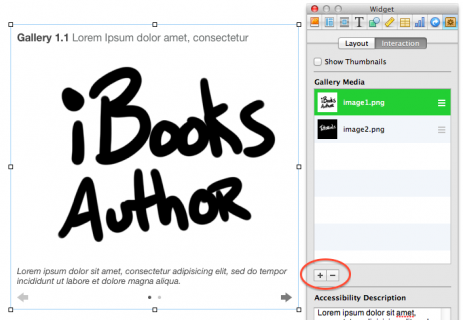 Gallery 1.1 Lorem Ipsum dolor amet, consectetur
iBooks
Author
Lorem ipsum dolor sit amet, consectetur adipisicing elit, sed do tempor
incididunt ut labore et dolore magna aliqua.
Widget
Layout
Interaction
Show Thumbnails
Gallery Media
iBooks
Author
image1.png
image2.png
+ −
Accessibility Description
Lorem ipsum dolor sit amet,